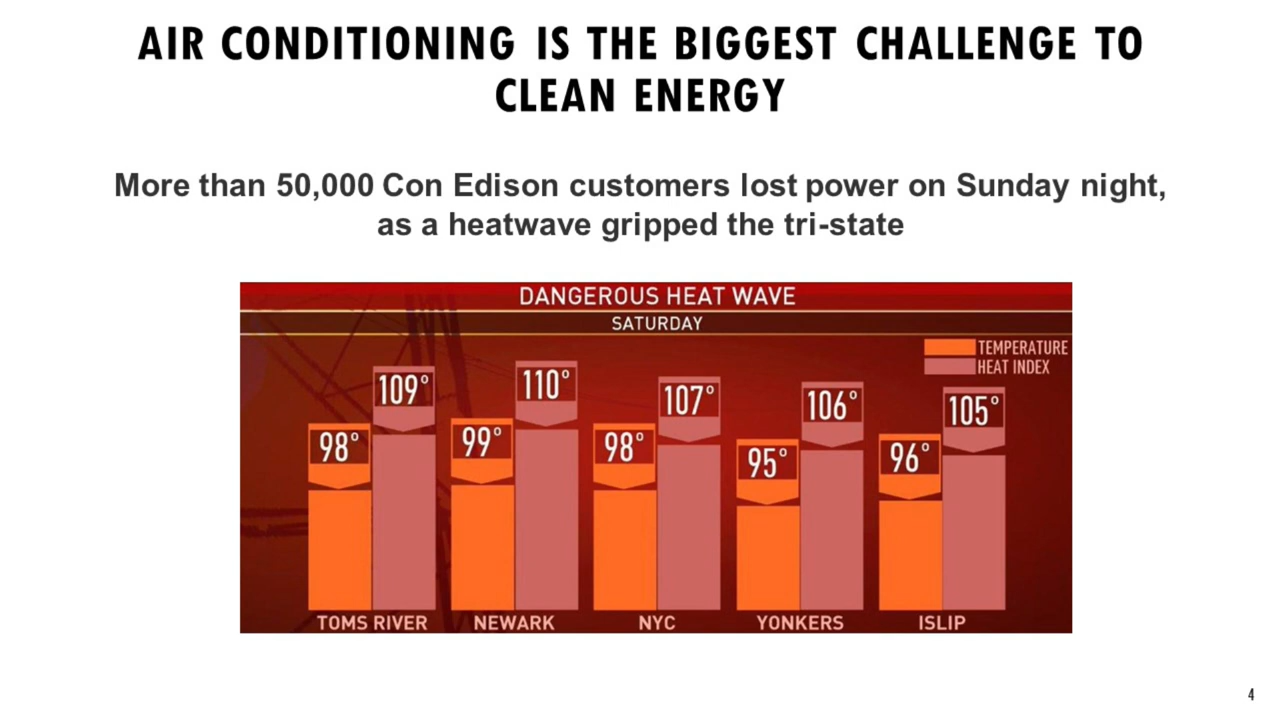 AIR CONDITIONING IS THE BIGGEST CHALLENGE TO
CLEAN ENERGY
More than 50,000 Con Edison customers lost power on Sunday night,
as a heatwave gripped the tri-state
DANGEROUS HEAT WAVE
SATURDAY
TEMPERATURE
HEAT INDEX
98° 109° 99° 110° 98° 107° 95° 106° 96° 105°
TOMS RIVER NEWARK NYC YONKERS ISLIP
4